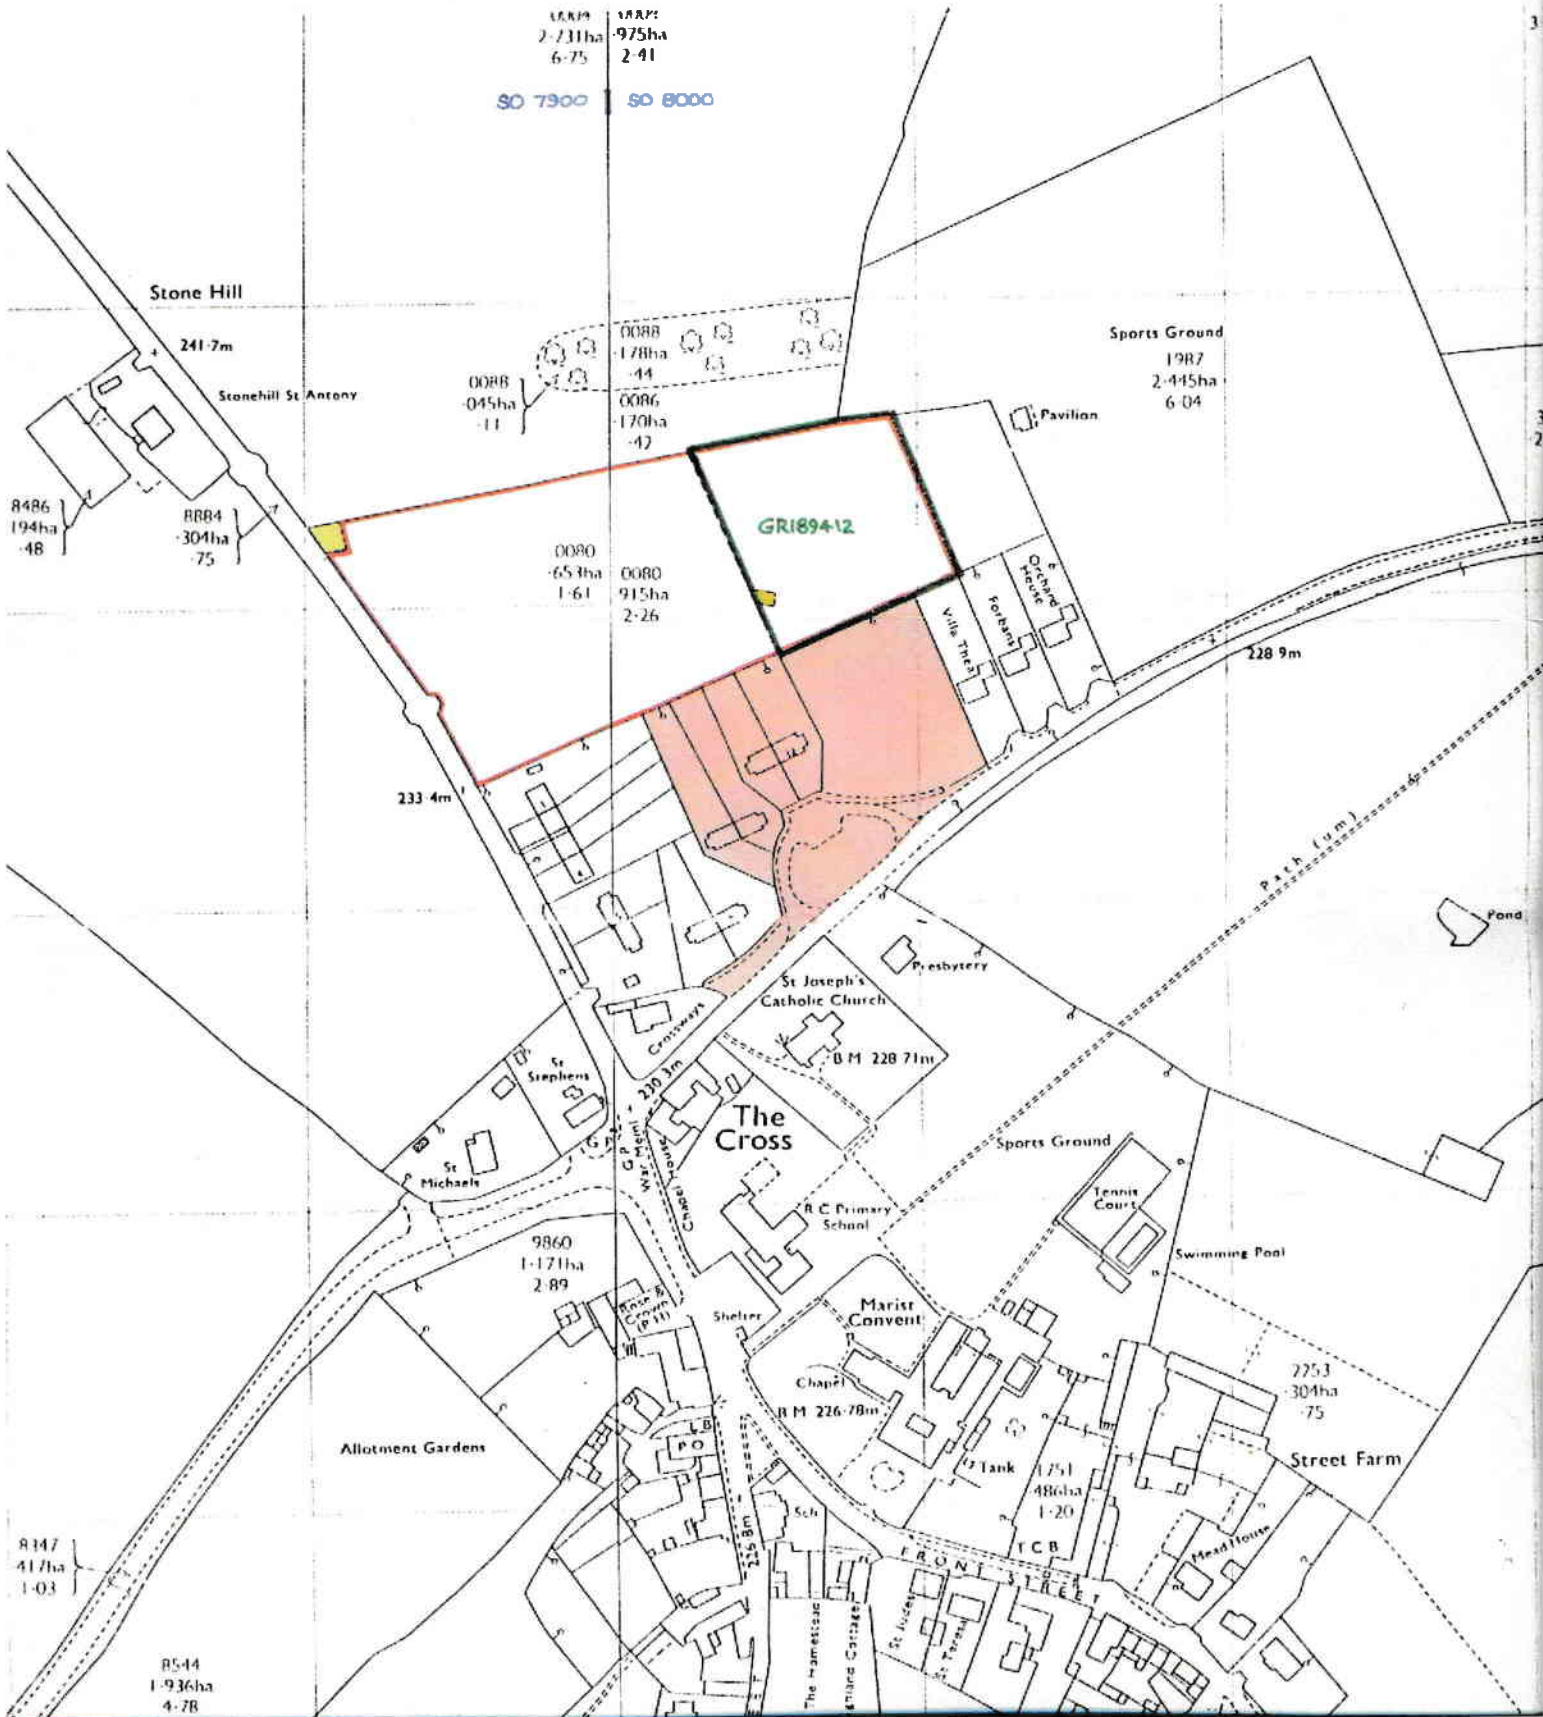 2·731ha
6·75
·975ha
2·41
SO 7900
SO 8000
Stone Hill
241·7m
Stonehill St Antony
0088
·178ha
·44
0088
·045ha
·11
0086
·170ha
·42
Sports Ground
1987
2·445ha
6·04
Pavilion
8486
194ha
·48
8884
·304ha
·75
GR189412
0080
·653ha
1·61
0080
915ha
2·26
Orchard
House
Forbans
Villa Thea
228 9m
233·4m
1
4
12
Path (um)
Pond
Presbytery
St Joseph's
Catholic Church
B M 228 71m
Crossways
St
Stephens
230 3m
The
Cross
G P
G P
War Meml
Chapel House
St
Michaels
Sports Ground
Tennis
Court
Swimming Pool
R C Primary
School
9860
1·171ha
2·89
Rose &
Crown
(P H)
Shelter
Marist
Convent
Chapel
B M 226·78m
2253
·304ha
·75
Allotment Gardens
L B
P O
Tank
1751
·486ha
1·20
Street Farm
Sch
226·8m
T C B
FRONT STREET
Mead House
8347
·417ha
1·03
St Judes
St Teresa
The Homestead
Cottage
8544
1·936ha
4·78